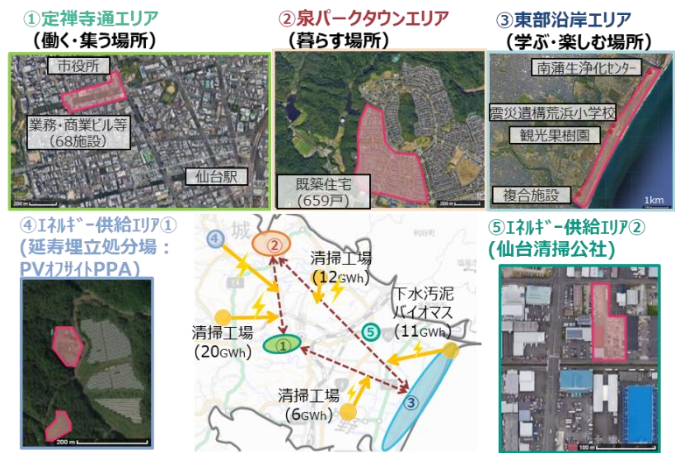 ①定禅寺通エリア
(働く・集う場所)
②泉パークタウンエリア
(暮らす場所)
③東部沿岸エリア
(学ぶ・楽しむ場所)
市役所
業務・商業ビル等
(68施設)
仙台駅
200 m
既築住宅
(659戸)
200 m
南蒲生浄化センター
震災遺構荒浜小学校
観光果樹園
複合施設
1km
④エネルギー供給エリア①
(延寿埋立処分場：
PVオフサイトPPA)
200 m
城
④
②
清掃工場
(12GWh)
下水汚泥
バイオマス
(11GWh)
⑤
清掃工場
(20GWh)
①
清掃工場
(6GWh)
③
⑤エネルギー供給エリア②
(仙台清掃公社)
100 m